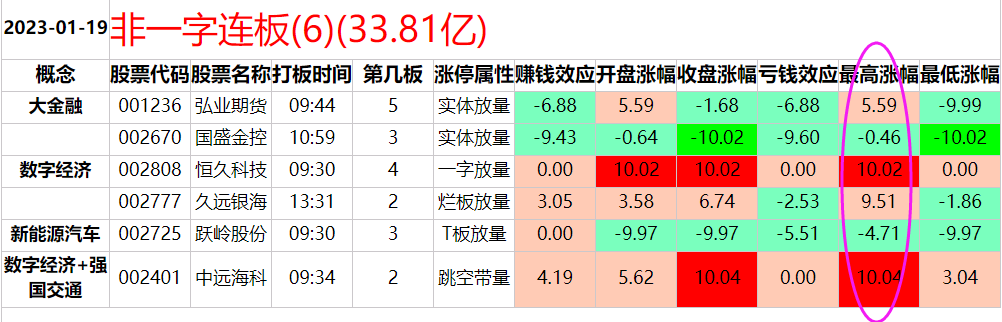 2023-01-19 非一字连板(6)(33.81亿)
概念 股票代码 股票名称 打板时间 第几板 涨停属性 赚钱效应 开盘涨幅 收盘涨幅 亏钱效应 最高涨幅 最低涨幅
大金融 001236 弘业期货 09:44 5 实体放量 -6.88 5.59 -1.68 -6.88 5.59 -9.99
002670 国盛金控 10:59 3 实体放量 -9.43 -0.64 -10.02 -9.60 -0.46 -10.02
数字经济 002808 恒久科技 09:30 4 一字放量 0.00 10.02 10.02 0.00 10.02 0.00
002777 久远银海 13:31 2 烂板放量 3.05 3.58 6.74 -2.53 9.51 -1.86
新能源汽车 002725 跃岭股份 09:30 3 T板放量 0.00 -9.97 -9.97 -5.51 -4.71 -9.97
数字经济+强
国交通 002401 中远海科 09:34 2 跳空带量 4.19 5.62 10.04 0.00 10.04 3.04